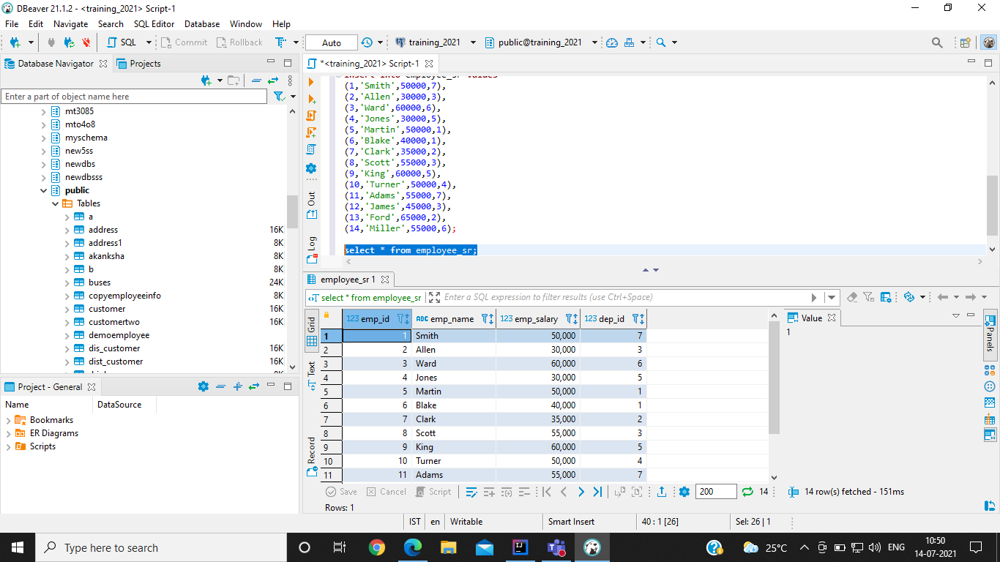 DBeaver 21.1.2 - <training_2021> Script-1
File Edit Navigate Search SQL Editor Database Window Help
SQL Commit Rollback Auto training_2021 public@training_2021
Database Navigator Projects
Enter a part of object name here
mt3085
mto4o8
myschema
new5ss
newdbs
newdbsss
public
Tables
a
address 16K
address1 8K
akanksha 8K
b 8K
buses 24K
copyemployeeinfo 8K
customer 16K
customertwo 16K
demoemployee 8K
dis_customer 16K
dist_customer 16K
Project - General
Name DataSource
Bookmarks
ER Diagrams
Scripts
*<training_2021> Script-1
insert into employee_sr values
(1,'Smith',50000,7),
(2,'Allen',30000,3),
(3,'Ward',60000,6),
(4,'Jones',30000,5),
(5,'Martin',50000,1),
(6,'Blake',40000,1),
(7,'Clark',35000,2),
(8,'Scott',55000,3),
(9,'King',60000,5),
(10,'Turner',50000,4),
(11,'Adams',55000,7),
(12,'James',45000,3),
(13,'Ford',65000,2),
(14,'Miller',55000,6);
select * from employee_sr;
Out
Log
employee_sr 1
select * from employee_sr Enter a SQL expression to filter results (use Ctrl+Space)
Grid
Text
Record
123 emp_id ABC emp_name 123 emp_salary 123 dep_id
1 1 Smith 50,000 7
2 2 Allen 30,000 3
3 3 Ward 60,000 6
4 4 Jones 30,000 5
5 5 Martin 50,000 1
6 6 Blake 40,000 1
7 7 Clark 35,000 2
8 8 Scott 55,000 3
9 9 King 60,000 5
10 10 Turner 50,000 4
11 11 Adams 55,000 7
Value
1
Panels
Save Cancel Script 200 14 14 row(s) fetched - 151ms
Rows: 1
IST en Writable Smart Insert 40 : 1 [26] Sel: 26 | 1
Type here to search
25°C ENG
10:50
14-07-2021